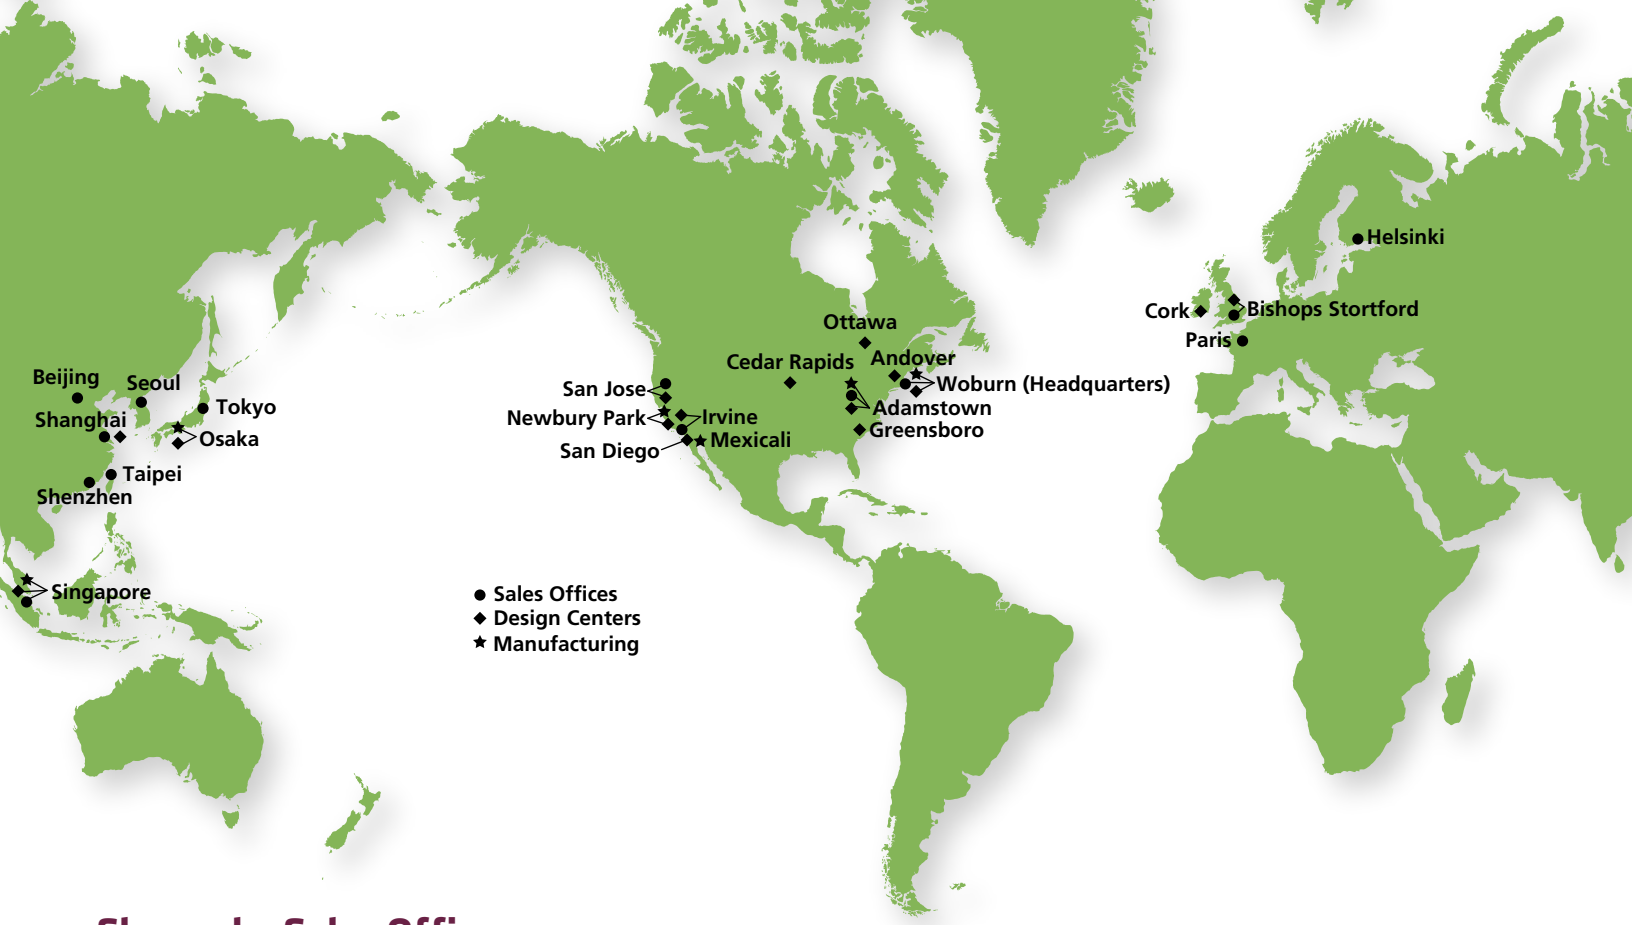 Helsinki
Cork
Bishops Stortford
Paris
Ottawa
Cedar Rapids
Andover
Woburn (Headquarters)
San Jose
Adamstown
Newbury Park
Irvine
Greensboro
San Diego
Mexicali
Beijing
Seoul
Tokyo
Shanghai
Osaka
Taipei
Shenzhen
Singapore
Sales Offices
Design Centers
Manufacturing